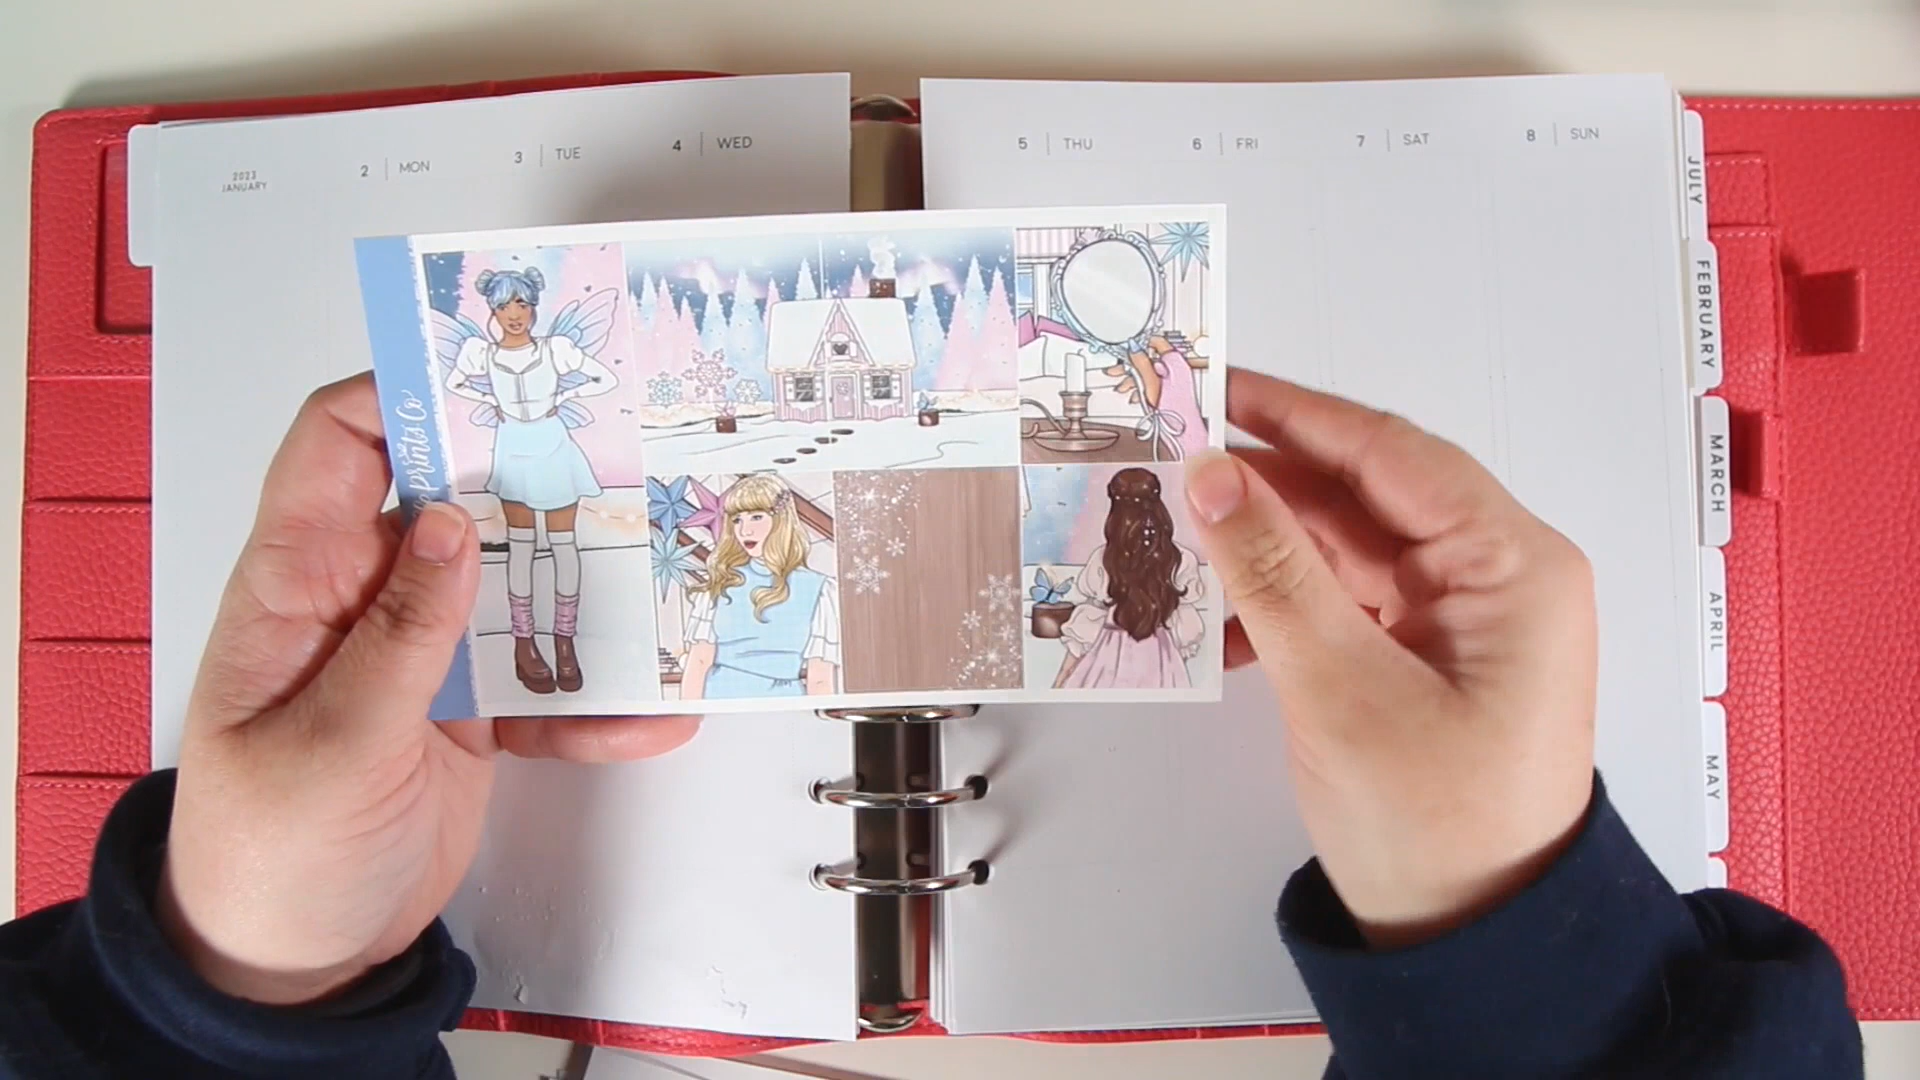 2023
JANUARY
2 MON
3 TUE
4 WED
5 THU
6 FRI
7 SAT
8 SUN
JULY
FEBRUARY
MARCH
APRIL
MAY
Prints Co